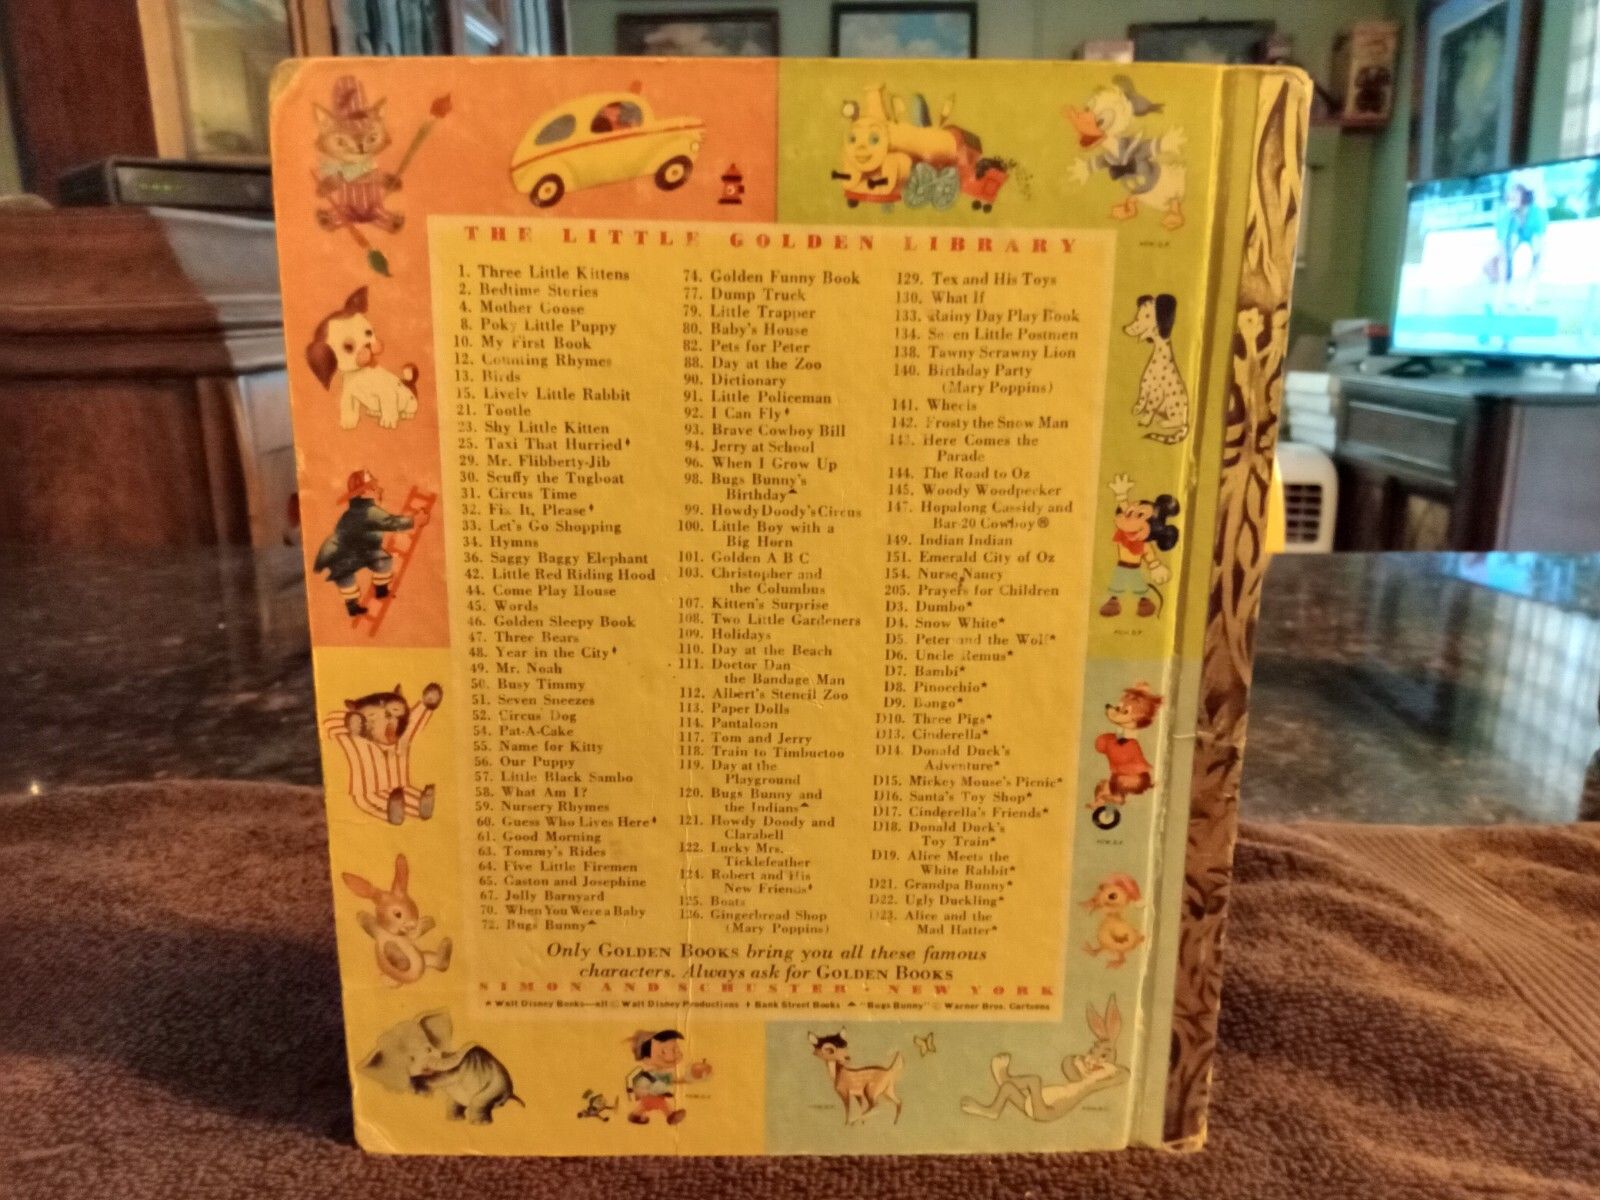 THE LITTLE GOLDEN LIBRARY
1. Three Little Kittens
2. Bedtime Stories
4. Mother Goose
8. Poky Little Puppy
10. My First Book
12. Counting Rhymes
13. Birds
15. Lively Little Rabbit
21. Tootle
23. Shy Little Kitten
25. Taxi That Hurried♦
29. Mr. Flibberty-Jib
30. Scuffy the Tugboat
31. Circus Time
32. Fix It, Please♦
33. Let's Go Shopping
34. Hymns
36. Saggy Baggy Elephant
42. Little Red Riding Hood
44. Come Play House
45. Words
46. Golden Sleepy Book
47. Three Bears
48. Year in the City♦
49. Mr. Noah
50. Busy Timmy
51. Seven Sneezes
52. Circus Dog
54. Pat-A-Cake
55. Name for Kitty
56. Our Puppy
57. Little Black Sambo
58. What Am I?
59. Nursery Rhymes
60. Guess Who Lives Here♦
61. Good Morning
63. Tommy's Rides
64. Five Little Firemen
65. Gaston and Josephine
67. Jolly Barnyard
70. When You Were a Baby
72. Bugs Bunny▲
74. Golden Funny Book
77. Dump Truck
79. Little Trapper
80. Baby's House
82. Pets for Peter
88. Day at the Zoo
90. Dictionary
91. Little Policeman
92. I Can Fly♦
93. Brave Cowboy Bill
94. Jerry at School
96. When I Grow Up
98. Bugs Bunny's
Birthday▲
99. Howdy Doody's Circus
100. Little Boy with a
Big Horn
101. Golden A B C
103. Christopher and
the Columbus
107. Kitten's Surprise
108. Two Little Gardeners
109. Holidays
110. Day at the Beach
111. Doctor Dan
the Bandage Man
112. Albert's Stencil Zoo
113. Paper Dolls
114. Pantaloon
117. Tom and Jerry
118. Train to Timbuctoo
119. Day at the
Playground
120. Bugs Bunny and
the Indians▲
121. Howdy Doody and
Clarabell
122. Lucky Mrs.
Ticklefeather
124. Robert and His
New Friends♦
125. Boats
126. Gingerbread Shop
(Mary Poppins)
129. Tex and His Toys
130. What If
133. Rainy Day Play Book
134. Seven Little Postmen
138. Tawny Scrawny Lion
140. Birthday Party
(Mary Poppins)
141. Wheels
142. Frosty the Snow Man
143. Here Comes the
Parade
144. The Road to Oz
145. Woody Woodpecker
147. Hopalong Cassidy and
Bar-20 Cowboy®
149. Indian Indian
151. Emerald City of Oz
154. Nurse Nancy
205. Prayers for Children
D3. Dumbo*
D4. Snow White*
D5. Peter and the Wolf*
D6. Uncle Remus*
D7. Bambi*
D8. Pinocchio*
D9. Bongo*
D10. Three Pigs*
D13. Cinderella*
D14. Donald Duck's
Adventure*
D15. Mickey Mouse's Picnic*
D16. Santa's Toy Shop*
D17. Cinderella's Friends*
D18. Donald Duck's
Toy Train*
D19. Alice Meets the
White Rabbit*
D21. Grandpa Bunny*
D22. Ugly Duckling*
D23. Alice and the
Mad Hatter*
Only GOLDEN BOOKS bring you all these famous
characters. Always ask for GOLDEN BOOKS
SIMON AND SCHUSTER · NEW YORK
* Walt Disney Books—all © Walt Disney Productions ♦ Bank Street Books ▲ "Bugs Bunny" © Warner Bros. Cartoons